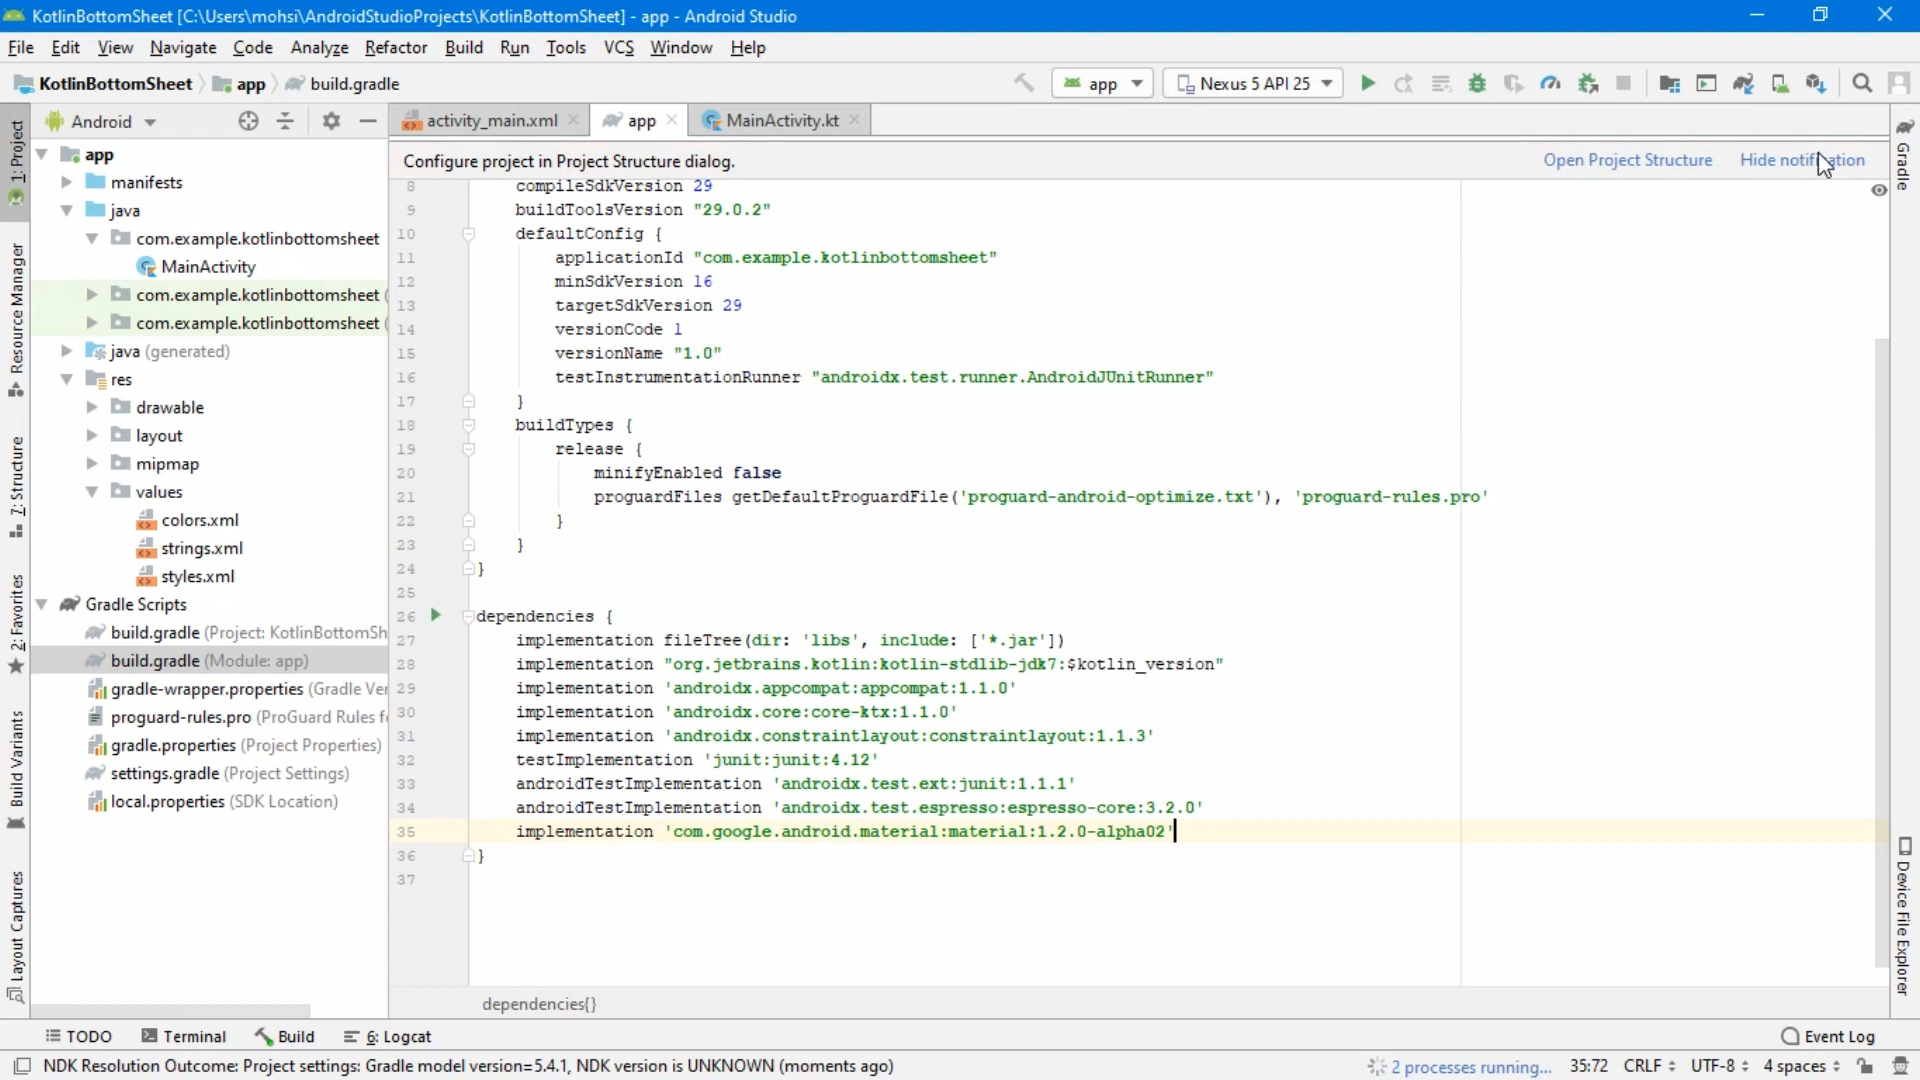 KotlinBottomSheet [C:\Users\mohsi\AndroidStudioProjects\KotlinBottomSheet] - app - Android Studio
File Edit View Navigate Code Analyze Refactor Build Run Tools VCS Window Help
KotlinBottomSheet app build.gradle app Nexus 5 API 25
Android activity_main.xml app MainActivity.kt
Configure project in Project Structure dialog. Open Project Structure Hide notification
1: Project
Resource Manager
7: Structure
2: Favorites
Build Variants
Layout Captures
app
manifests
java
com.example.kotlinbottomsheet
MainActivity
com.example.kotlinbottomsheet (
com.example.kotlinbottomsheet (
java (generated)
res
drawable
layout
mipmap
values
colors.xml
strings.xml
styles.xml
Gradle Scripts
build.gradle (Project: KotlinBottomSh
build.gradle (Module: app)
gradle-wrapper.properties (Gradle Ver
proguard-rules.pro (ProGuard Rules f
gradle.properties (Project Properties)
settings.gradle (Project Settings)
local.properties (SDK Location)
8 compileSdkVersion 29
9 buildToolsVersion "29.0.2"
10 defaultConfig {
11 applicationId "com.example.kotlinbottomsheet"
12 minSdkVersion 16
13 targetSdkVersion 29
14 versionCode 1
15 versionName "1.0"
16 testInstrumentationRunner "androidx.test.runner.AndroidJUnitRunner"
17 }
18 buildTypes {
19 release {
20 minifyEnabled false
21 proguardFiles getDefaultProguardFile('proguard-android-optimize.txt'), 'proguard-rules.pro'
22 }
23 }
24 }
25
26 dependencies {
27 implementation fileTree(dir: 'libs', include: ['*.jar'])
28 implementation "org.jetbrains.kotlin:kotlin-stdlib-jdk7:$kotlin_version"
29 implementation 'androidx.appcompat:appcompat:1.1.0'
30 implementation 'androidx.core:core-ktx:1.1.0'
31 implementation 'androidx.constraintlayout:constraintlayout:1.1.3'
32 testImplementation 'junit:junit:4.12'
33 androidTestImplementation 'androidx.test.ext:junit:1.1.1'
34 androidTestImplementation 'androidx.test.espresso:espresso-core:3.2.0'
35 implementation 'com.google.android.material:material:1.2.0-alpha02'
36 }
37
dependencies{}
Gradle
Device File Explorer
TODO Terminal Build 6: Logcat Event Log
NDK Resolution Outcome: Project settings: Gradle model version=5.4.1, NDK version is UNKNOWN (moments ago) 2 processes running... 35:72 CRLF UTF-8 4 spaces